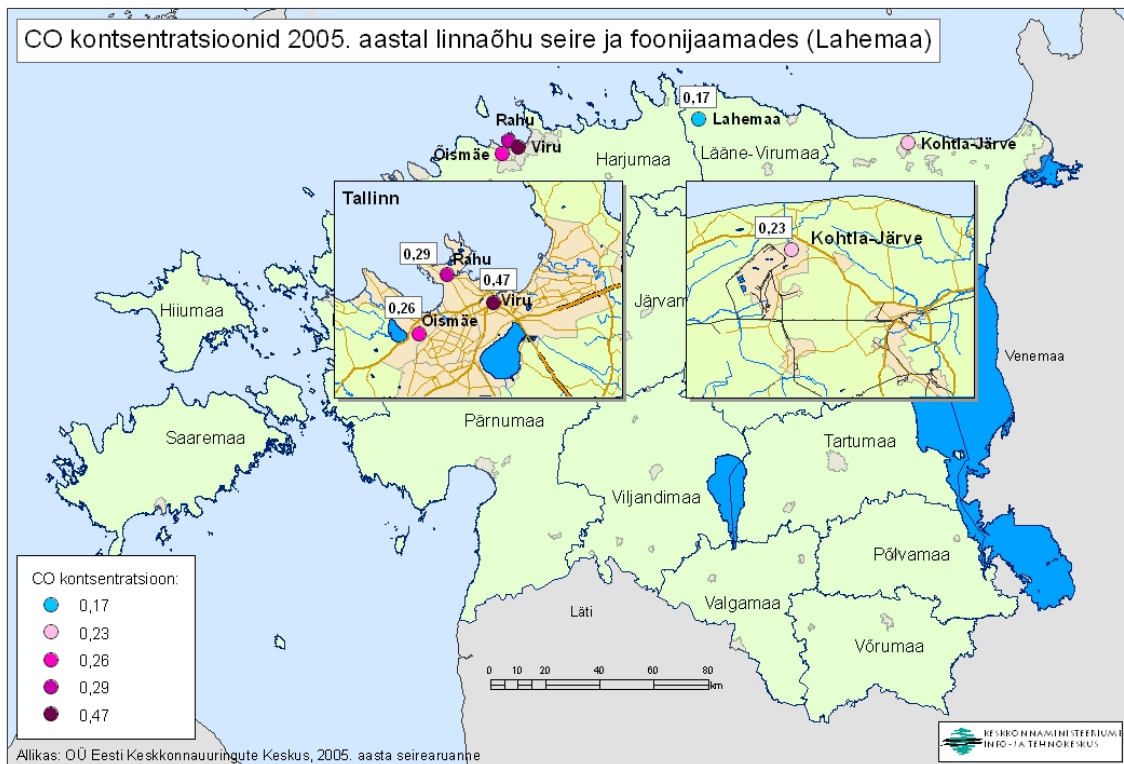 CO kontsentratsioonid 2005. aastal linnaõhu seire ja foonijaamades (Lahemaa)
0,17
Lahemaa
Rahu
Viru
Õismäe
Harjumaa
Lääne-Virumaa
Kohtla-Järve
Tallinn
0,29
Rahu
0,47
Viru
0,26
Õismäe
0,23
Kohtla-Järve
Hiiumaa
Järvam
Venemaa
Saaremaa
Pärnumaa
Tartumaa
Viljandimaa
Põlvamaa
Valgamaa
Võrumaa
Läti
CO kontsentratsioon:
0,17
0,23
0,26
0,29
0,47
0 5 10 20 30 40 60 80
km
Allikas: OÜ Eesti Keskkonnauuringute Keskus, 2005. aasta seirearuanne
KESKKONNAMINISTEERIUMI
INFO- JA TEHNOKESKUS